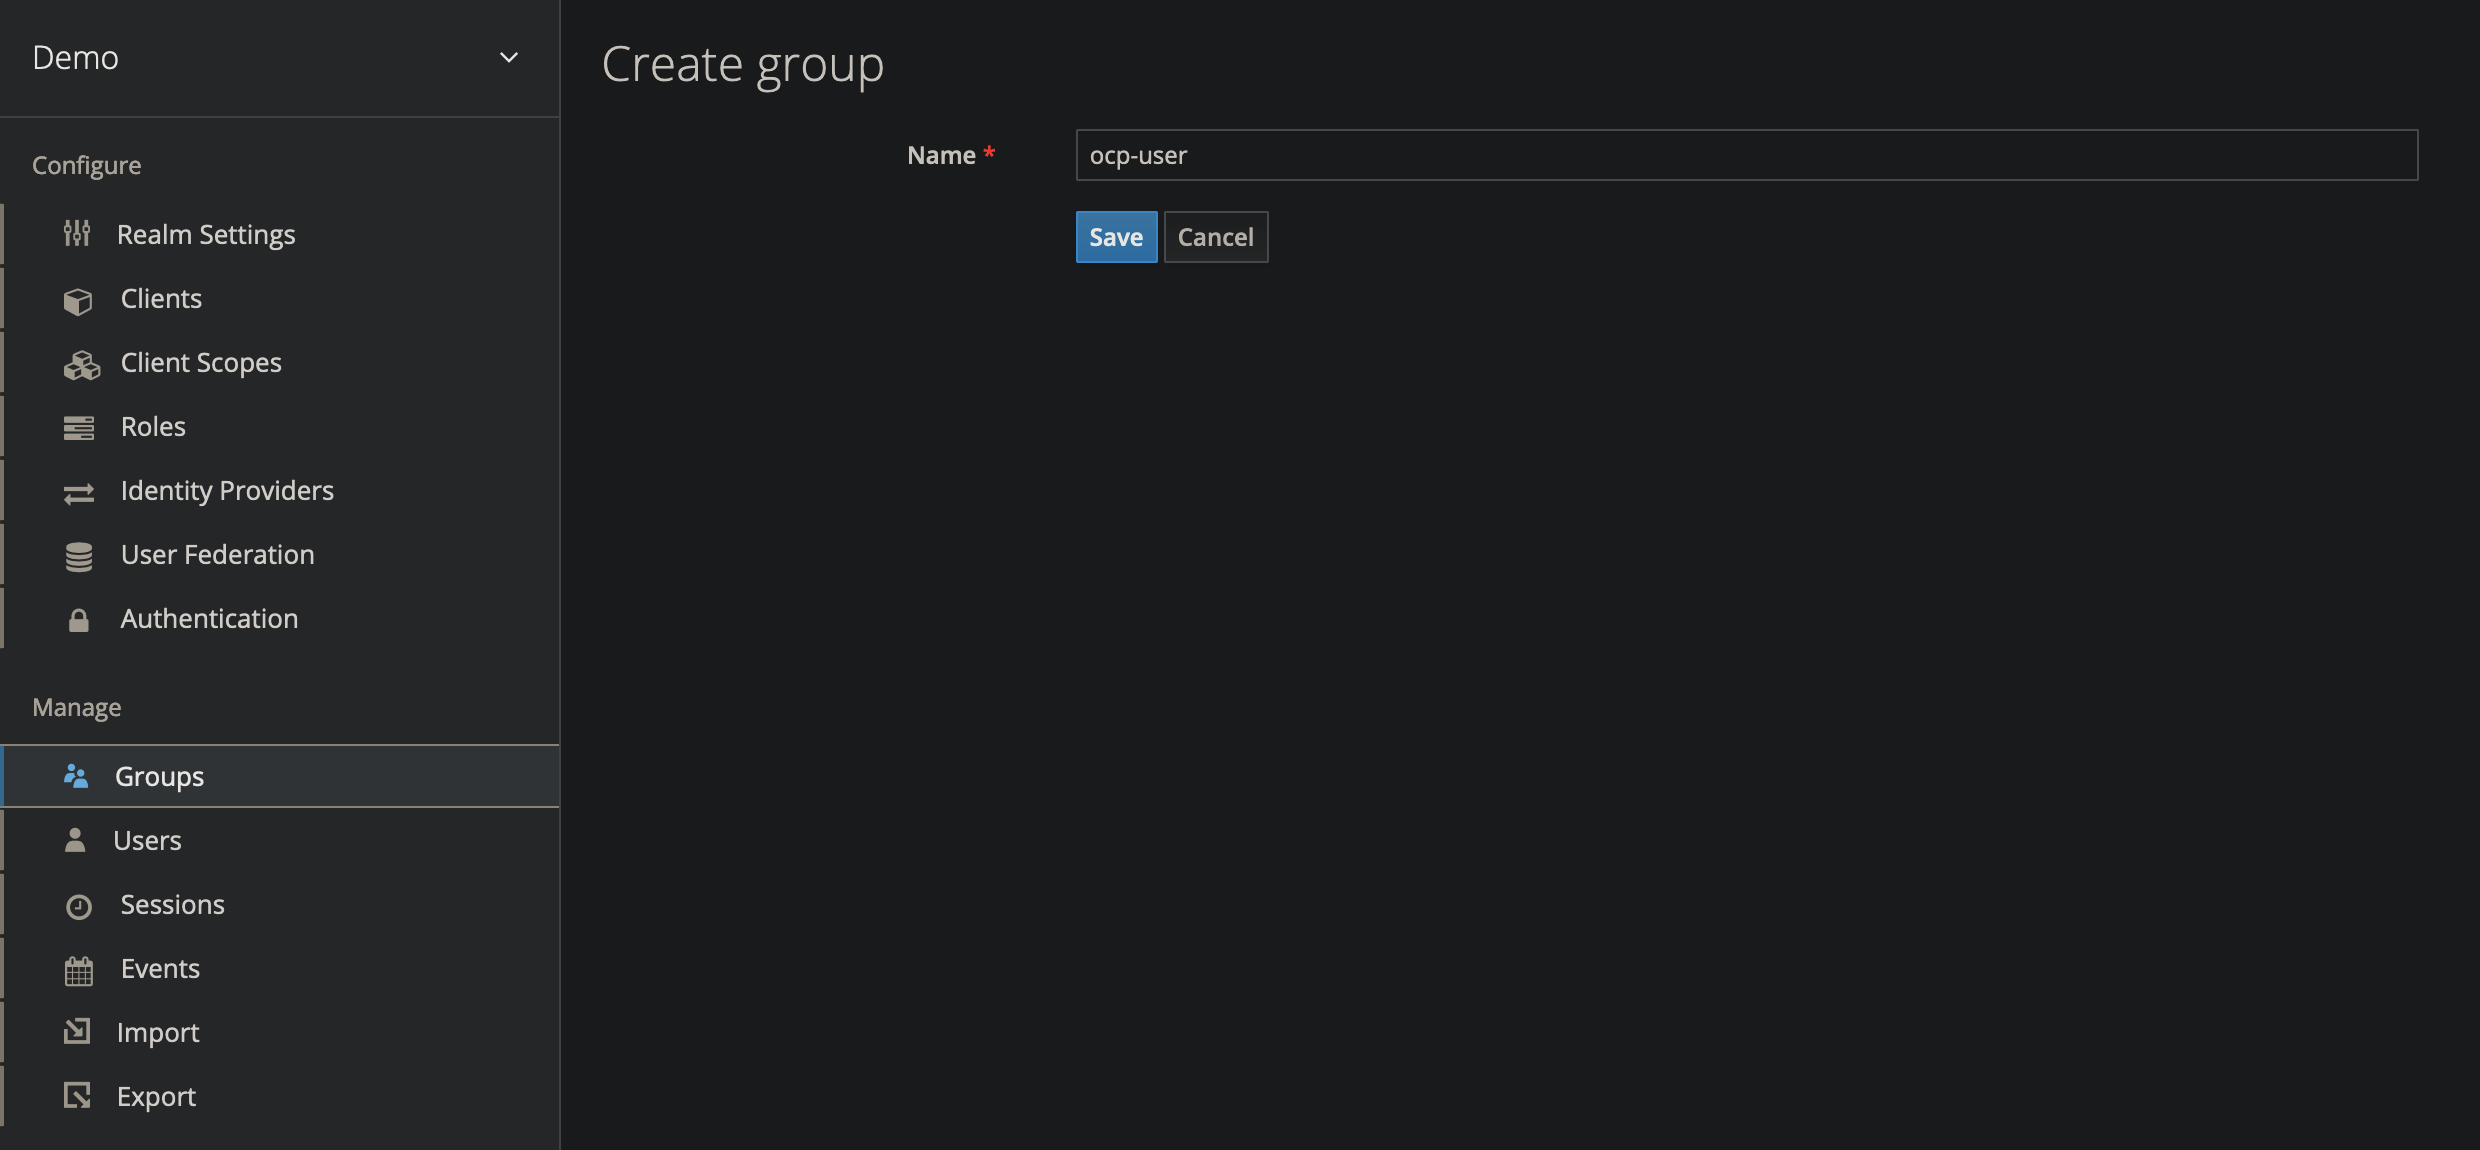 Demo
Configure
Realm Settings
Clients
Client Scopes
Roles
Identity Providers
User Federation
Authentication
Manage
Groups
Users
Sessions
Events
Import
Export
Create group
Name *
ocp-user
Save
Cancel